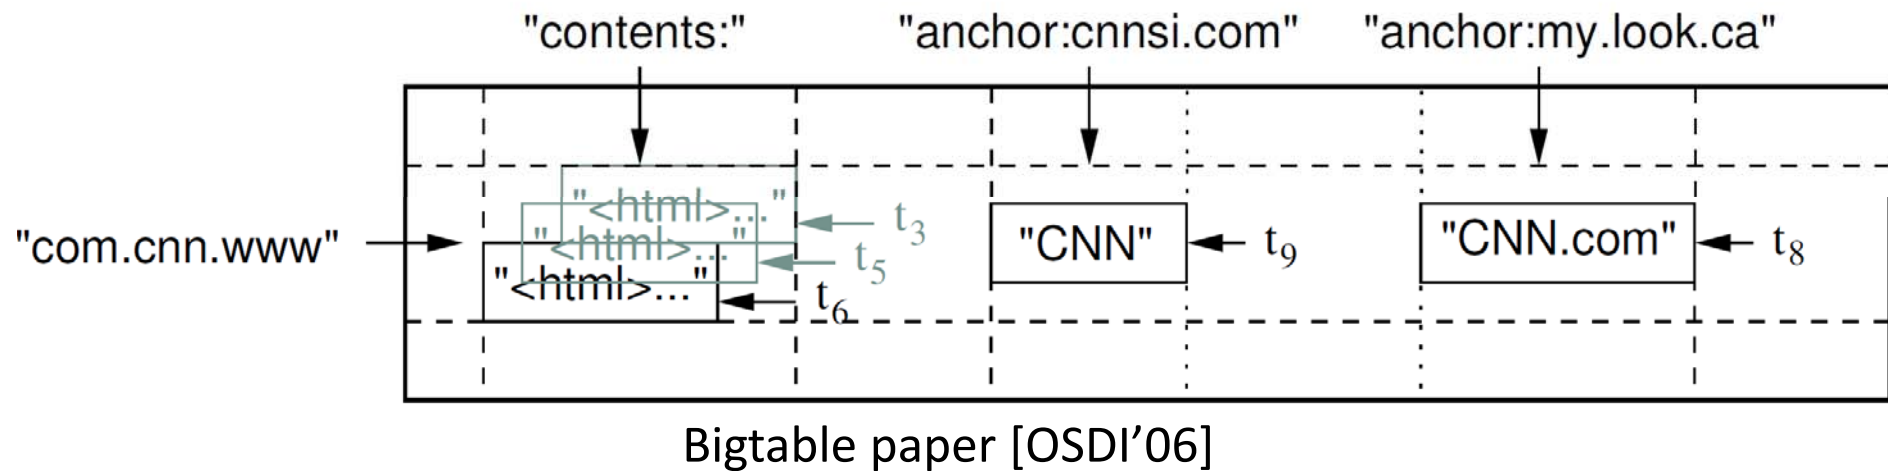 "contents:" "anchor:cnnsi.com" "anchor:my.look.ca"
"<html>..." t3
"com.cnn.www" "<html>..." t5 "CNN" t9 "CNN.com" t8
"<html>..." t6
Bigtable paper [OSDI’06]